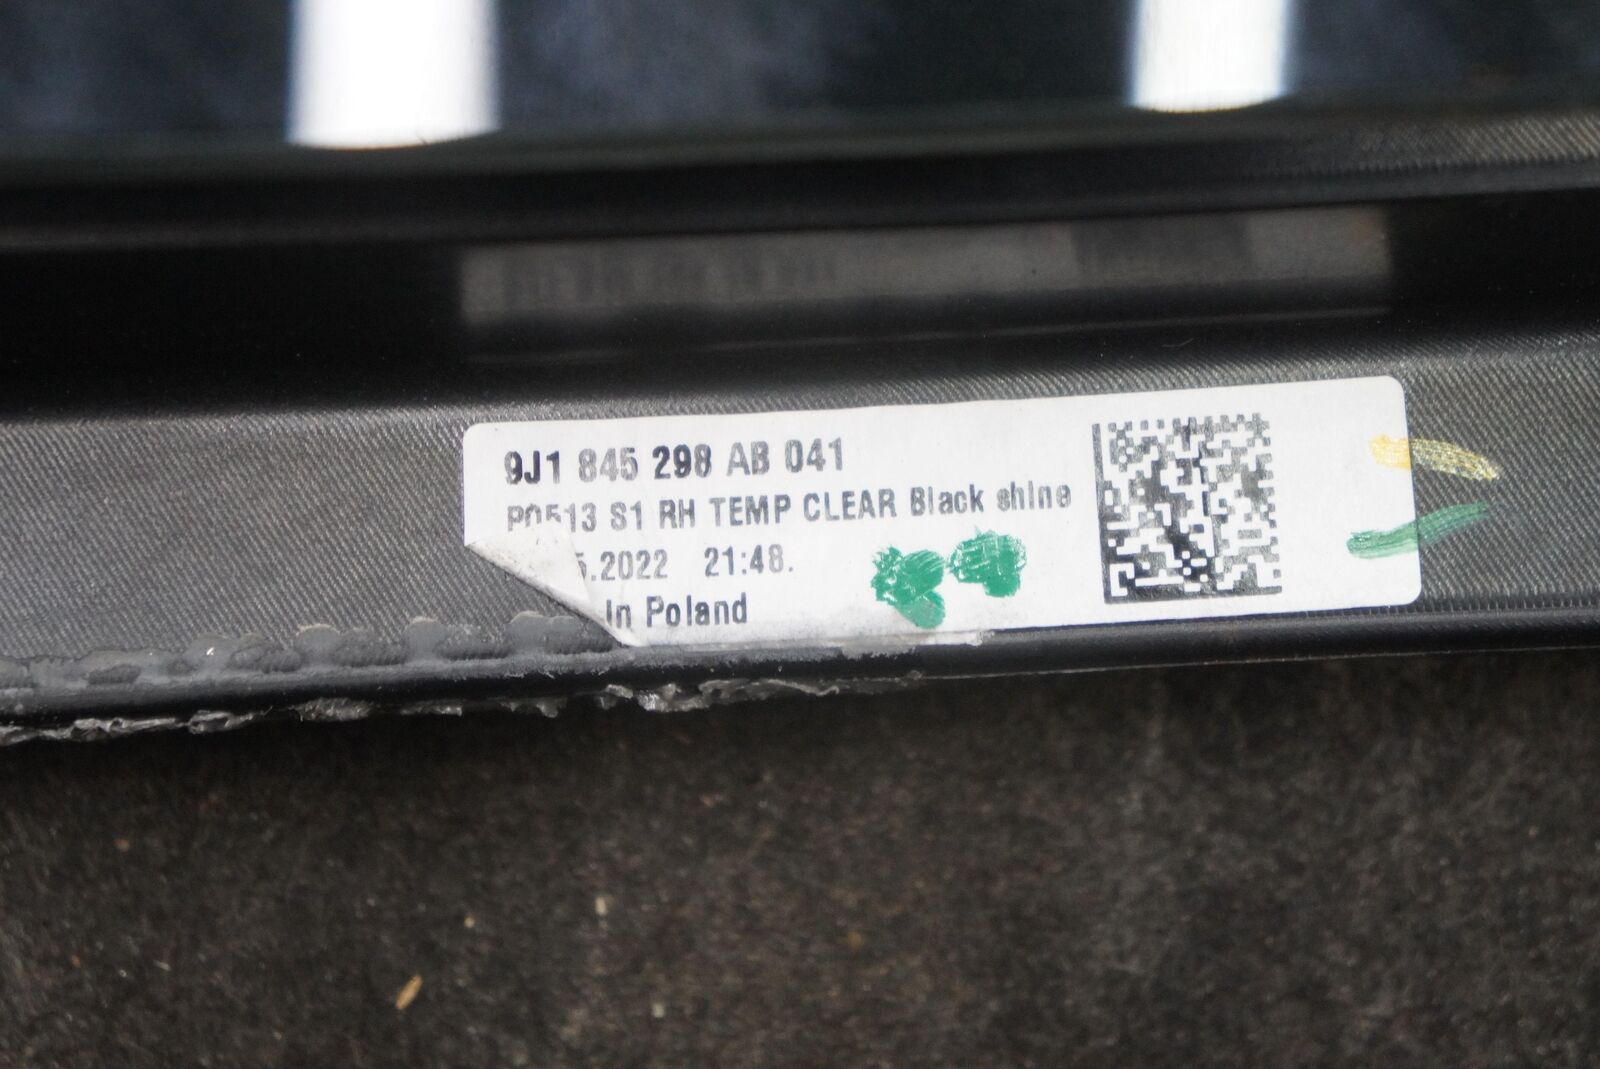 9J1 845 298 AB 041
P0513 S1 RH TEMP CLEAR Black shine
5.2022 21:48.
In Poland